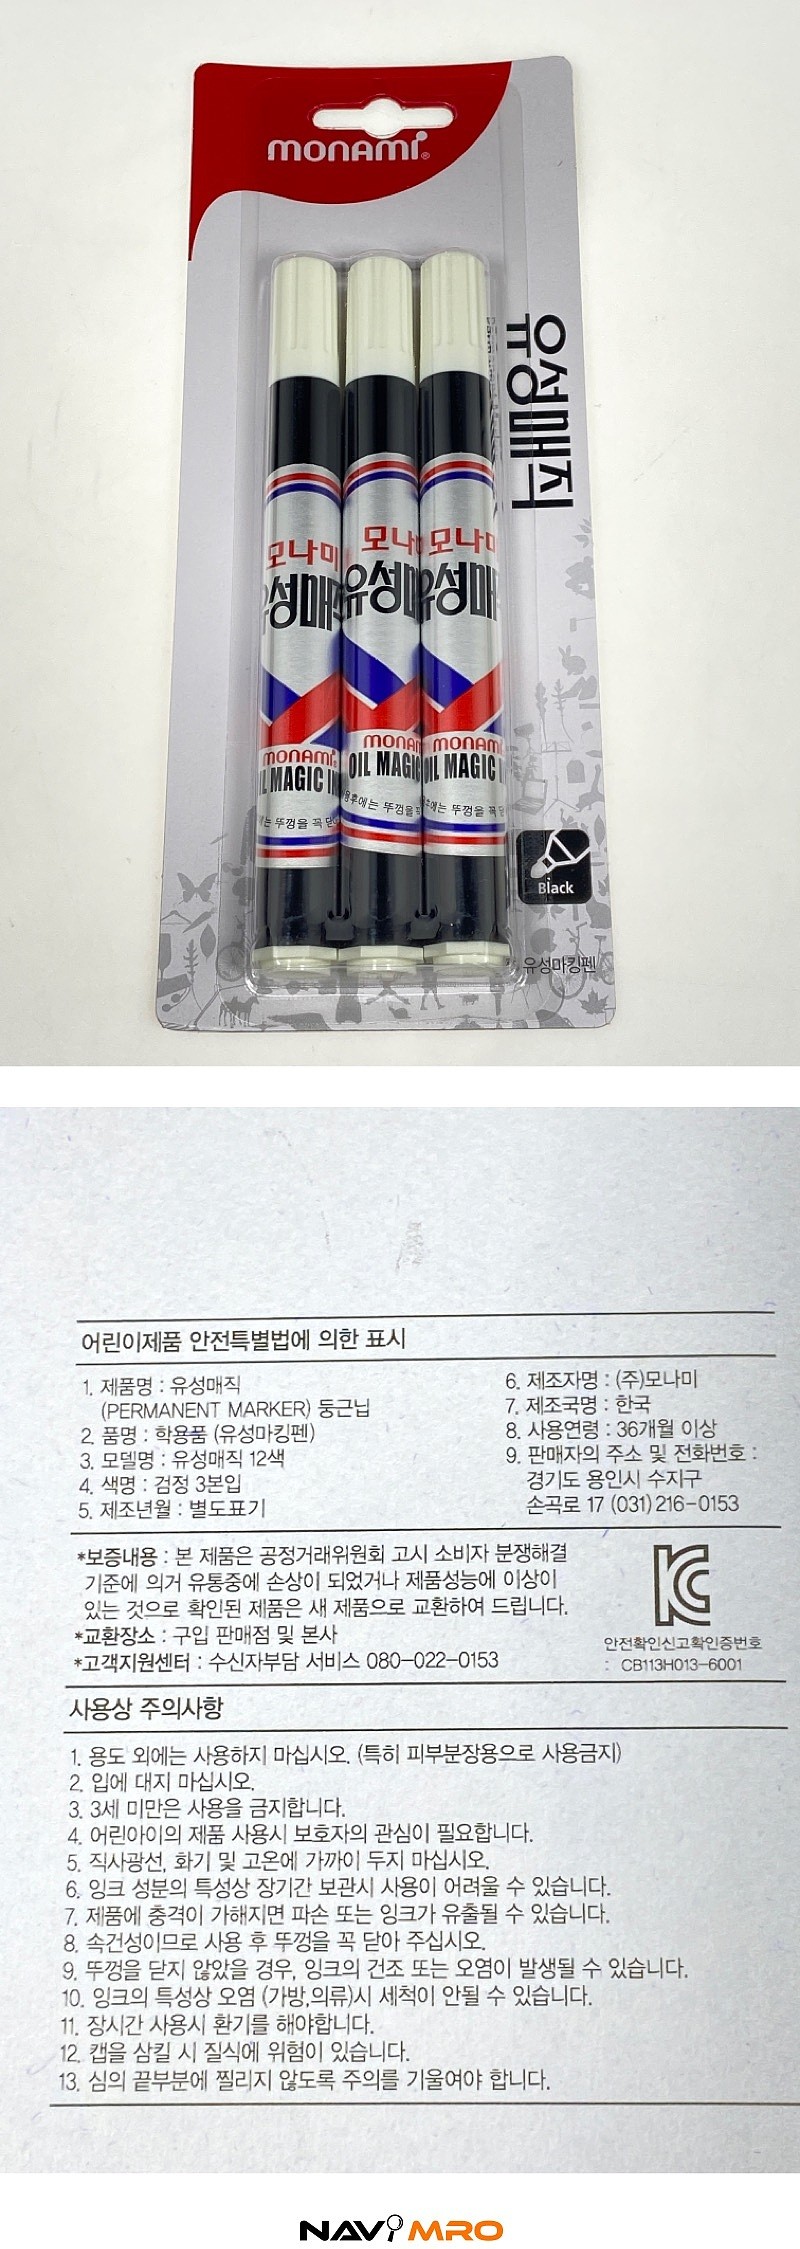 monami®
유성매직
모나미
유성매
monami
OIL MAGIC
모나미
유성매
monami
OIL MAGIC
모나미
유성매
monami
OIL MAGIC
Black
유성마킹펜
어린이제품 안전특별법에 의한 표시
1. 제품명 : 유성매직
(PERMANENT MARKER) 둥근닙
2. 품명 : 학용품 (유성마킹펜)
3. 모델명 : 유성매직 12색
4. 색명 : 검정 3본입
5. 제조년월 : 별도표기
6. 제조자명 : (주)모나미
7. 제조국명 : 한국
8. 사용연령 : 36개월 이상
9. 판매자의 주소 및 전화번호 :
경기도 용인시 수지구
손곡로 17 (031)216-0153
*보증내용 : 본 제품은 공정거래위원회 고시 소비자 분쟁해결
기준에 의거 유통중에 손상이 되었거나 제품성능에 이상이
있는 것으로 확인된 제품은 새 제품으로 교환하여 드립니다.
*교환장소 : 구입 판매점 및 본사
*고객지원센터 : 수신자부담 서비스 080-022-0153
KC
안전확인신고확인증번호
: CB113H013-6001
사용상 주의사항
1. 용도 외에는 사용하지 마십시오. (특히 피부분장용으로 사용금지)
2. 입에 대지 마십시오.
3. 3세 미만은 사용을 금지합니다.
4. 어린아이의 제품 사용시 보호자의 관심이 필요합니다.
5. 직사광선, 화기 및 고온에 가까이 두지 마십시오.
6. 잉크 성분의 특성상 장기간 보관시 사용이 어려울 수 있습니다.
7. 제품에 충격이 가해지면 파손 또는 잉크가 유출될 수 있습니다.
8. 속건성이므로 사용 후 뚜껑을 꼭 닫아 주십시오.
9. 뚜껑을 닫지 않았을 경우, 잉크의 건조 또는 오염이 발생될 수 있습니다.
10. 잉크의 특성상 오염 (가방,의류)시 세척이 안될 수 있습니다.
11. 장시간 사용시 환기를 해야합니다.
12. 캡을 삼킬 시 질식에 위험이 있습니다.
13. 심의 끝부분에 찔리지 않도록 주의를 기울여야 합니다.
NAVI MRO